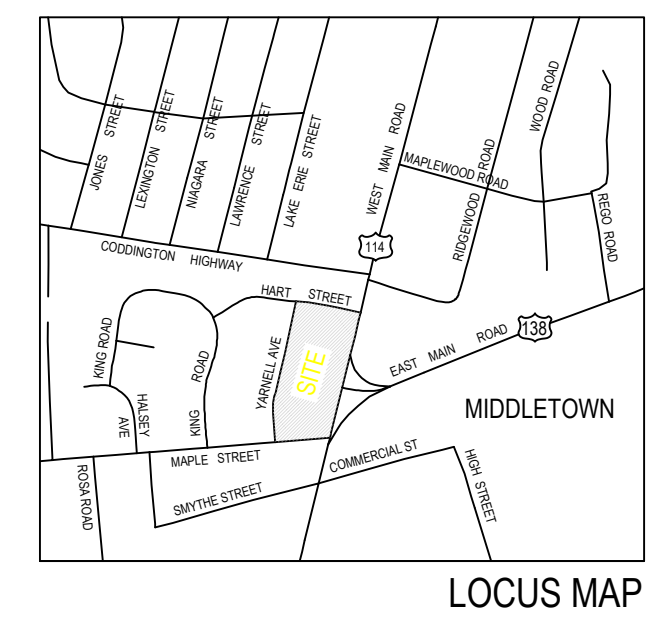 JONES STREET
LEXINGTON STREET
NIAGARA STREET
LAWRENCE STREET
LAKE ERIE STREET
WEST MAIN ROAD
MAPLEWOOD ROAD
RIDGEWOOD ROAD
WOOD ROAD
REGO ROAD
114
CODDINGTON HIGHWAY
HART STREET
KING ROAD
KING ROAD
HALSEY AVE
YARNELL AVE
SITE
EAST MAIN ROAD
138
MIDDLETOWN
MAPLE STREET
COMMERCIAL ST
SMYTHE STREET
ROSA ROAD
HIGH STREET
LOCUS MAP